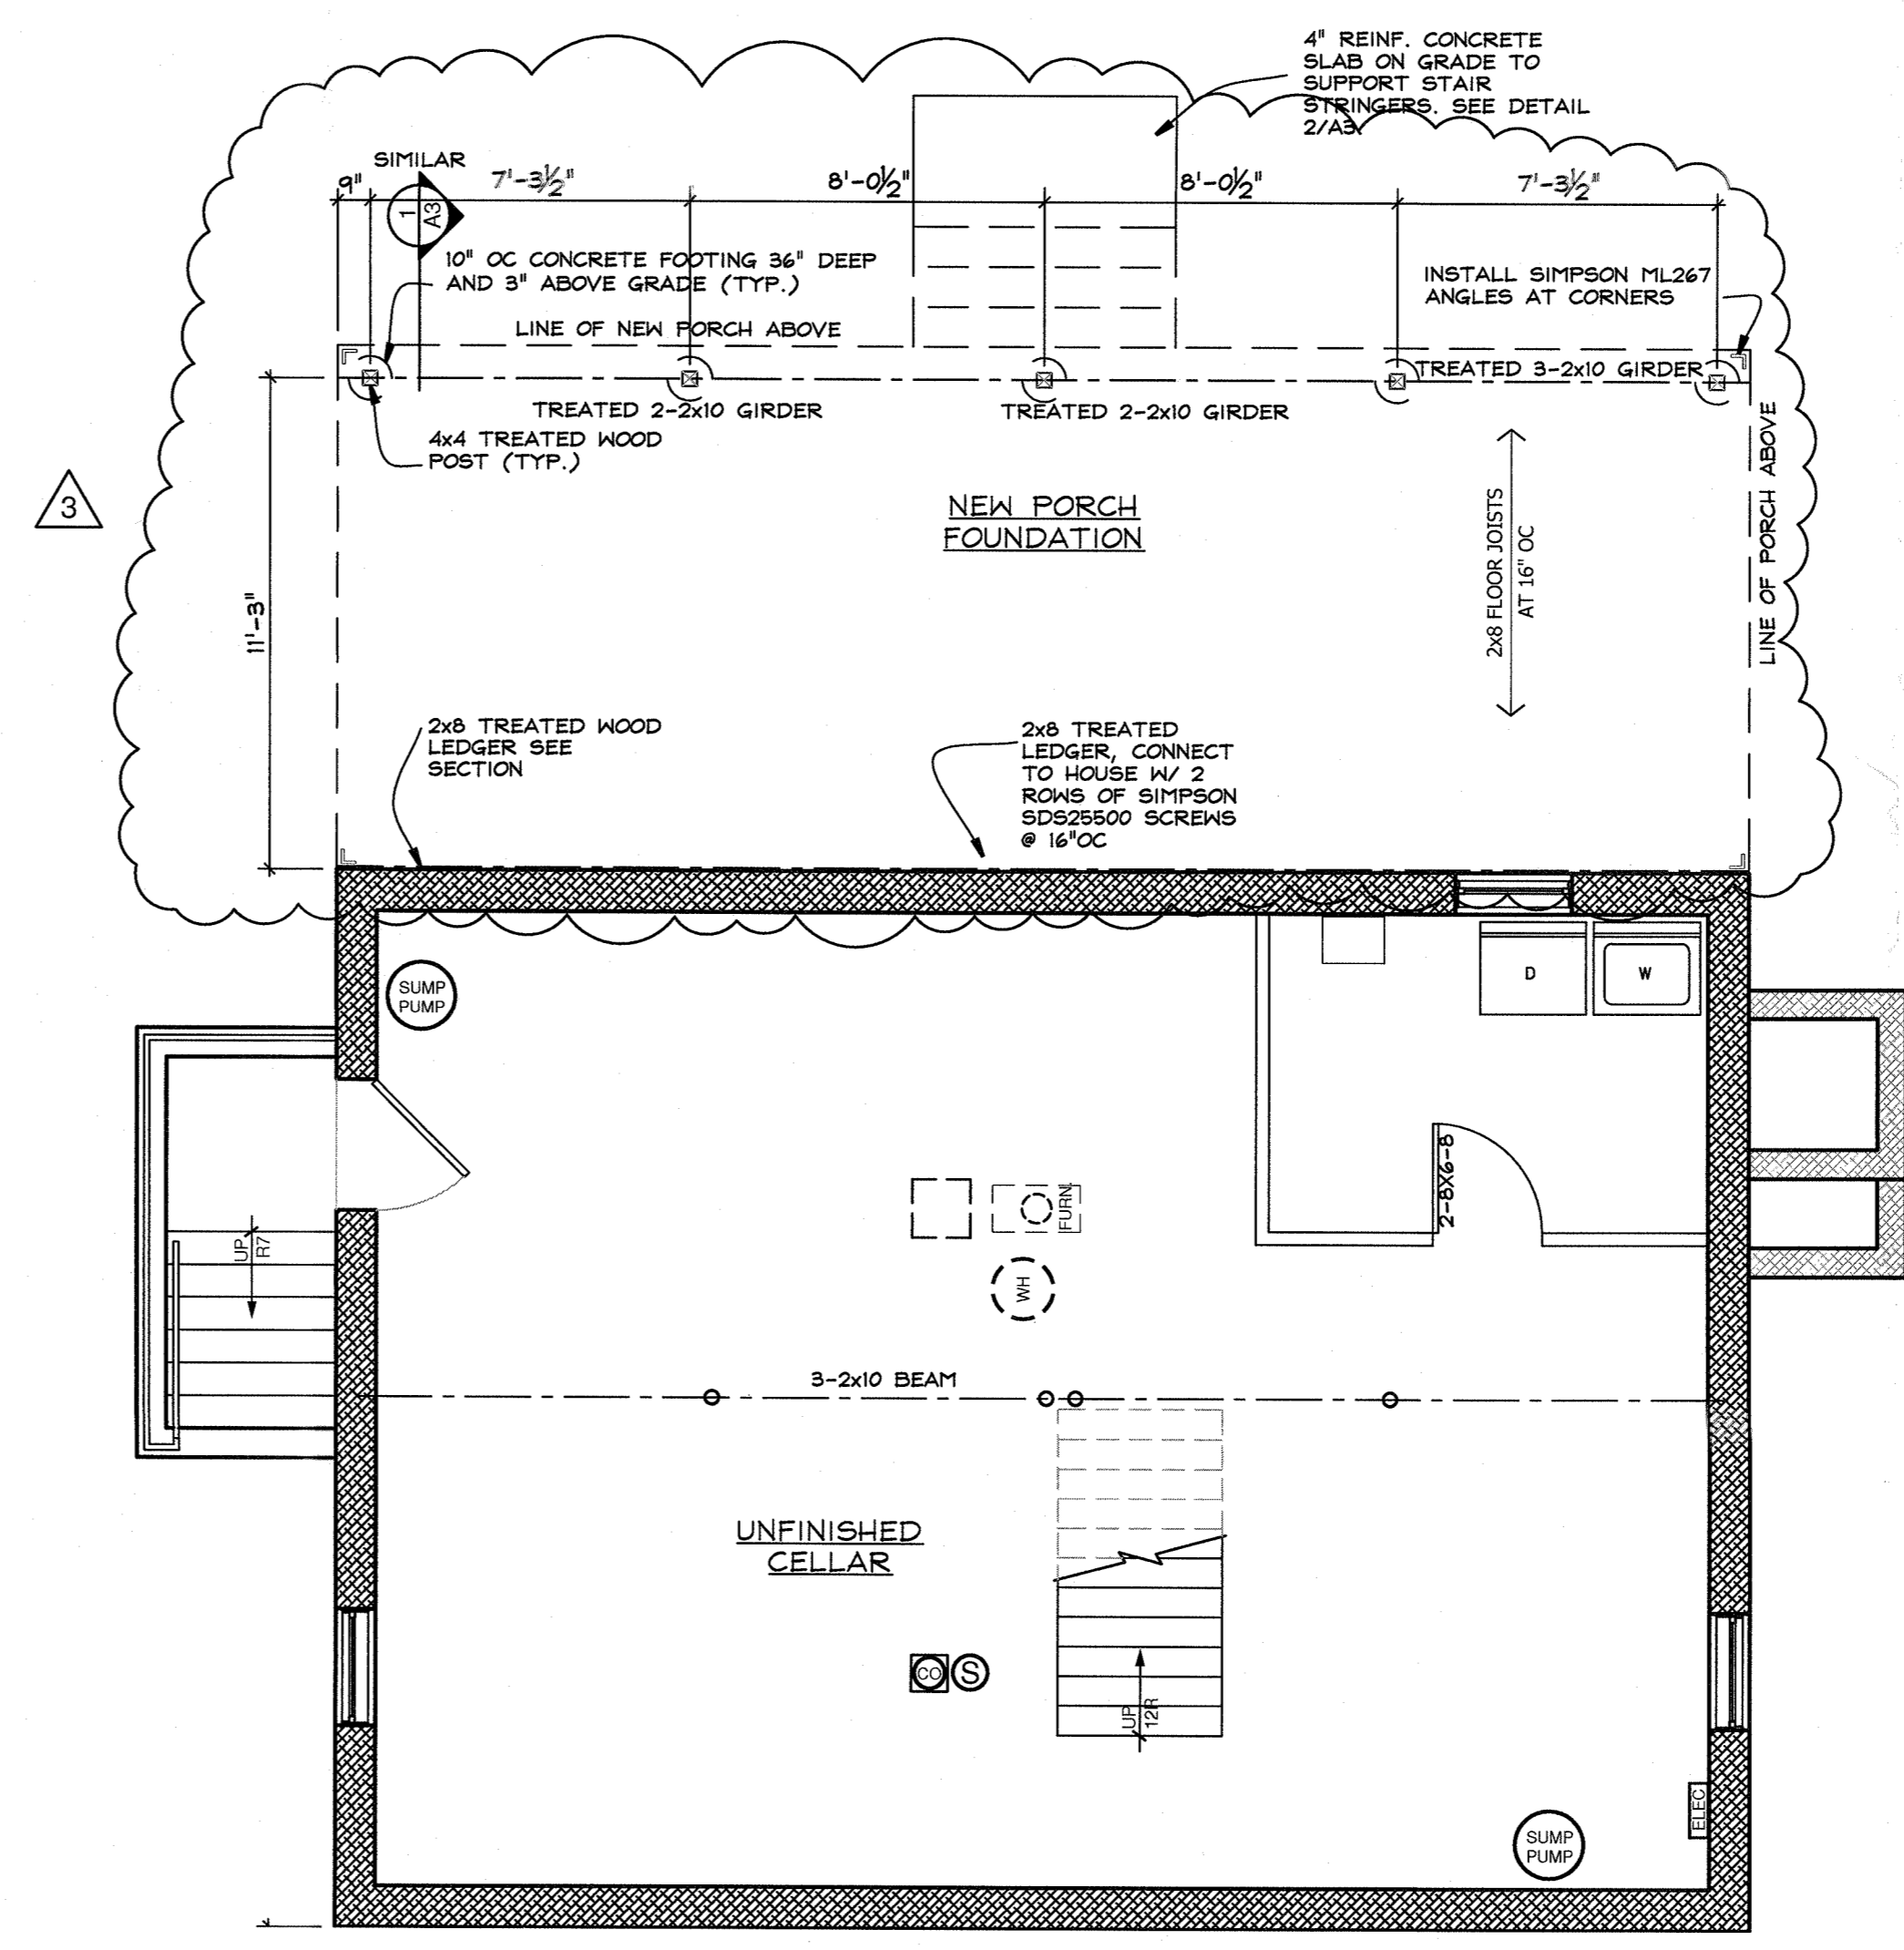 4" REINF. CONCRETE
SLAB ON GRADE TO
SUPPORT STAIR
STRINGERS. SEE DETAIL
2/A3.
SIMILAR
1
A3
9"
7'-3½"
8'-0½"
8'-0½"
7'-3½"
10" OC CONCRETE FOOTING 36" DEEP
AND 3" ABOVE GRADE (TYP.)
INSTALL SIMPSON ML267
ANGLES AT CORNERS
LINE OF NEW PORCH ABOVE
TREATED 3-2x10 GIRDER
TREATED 2-2x10 GIRDER
TREATED 2-2x10 GIRDER
4x4 TREATED WOOD
POST (TYP.)
3
NEW PORCH
FOUNDATION
2x8 FLOOR JOISTS
AT 16" OC
LINE OF PORCH ABOVE
11'-3"
2x8 TREATED WOOD
LEDGER SEE
SECTION
2x8 TREATED
LEDGER, CONNECT
TO HOUSE W/ 2
ROWS OF SIMPSON
SDS25500 SCREWS
@ 16"OC
SUMP
PUMP
D
W
2-8X6-8
FURN.
WH
UP
R7
3-2x10 BEAM
UNFINISHED
CELLAR
CO
S
UP
12R
ELEC
SUMP
PUMP